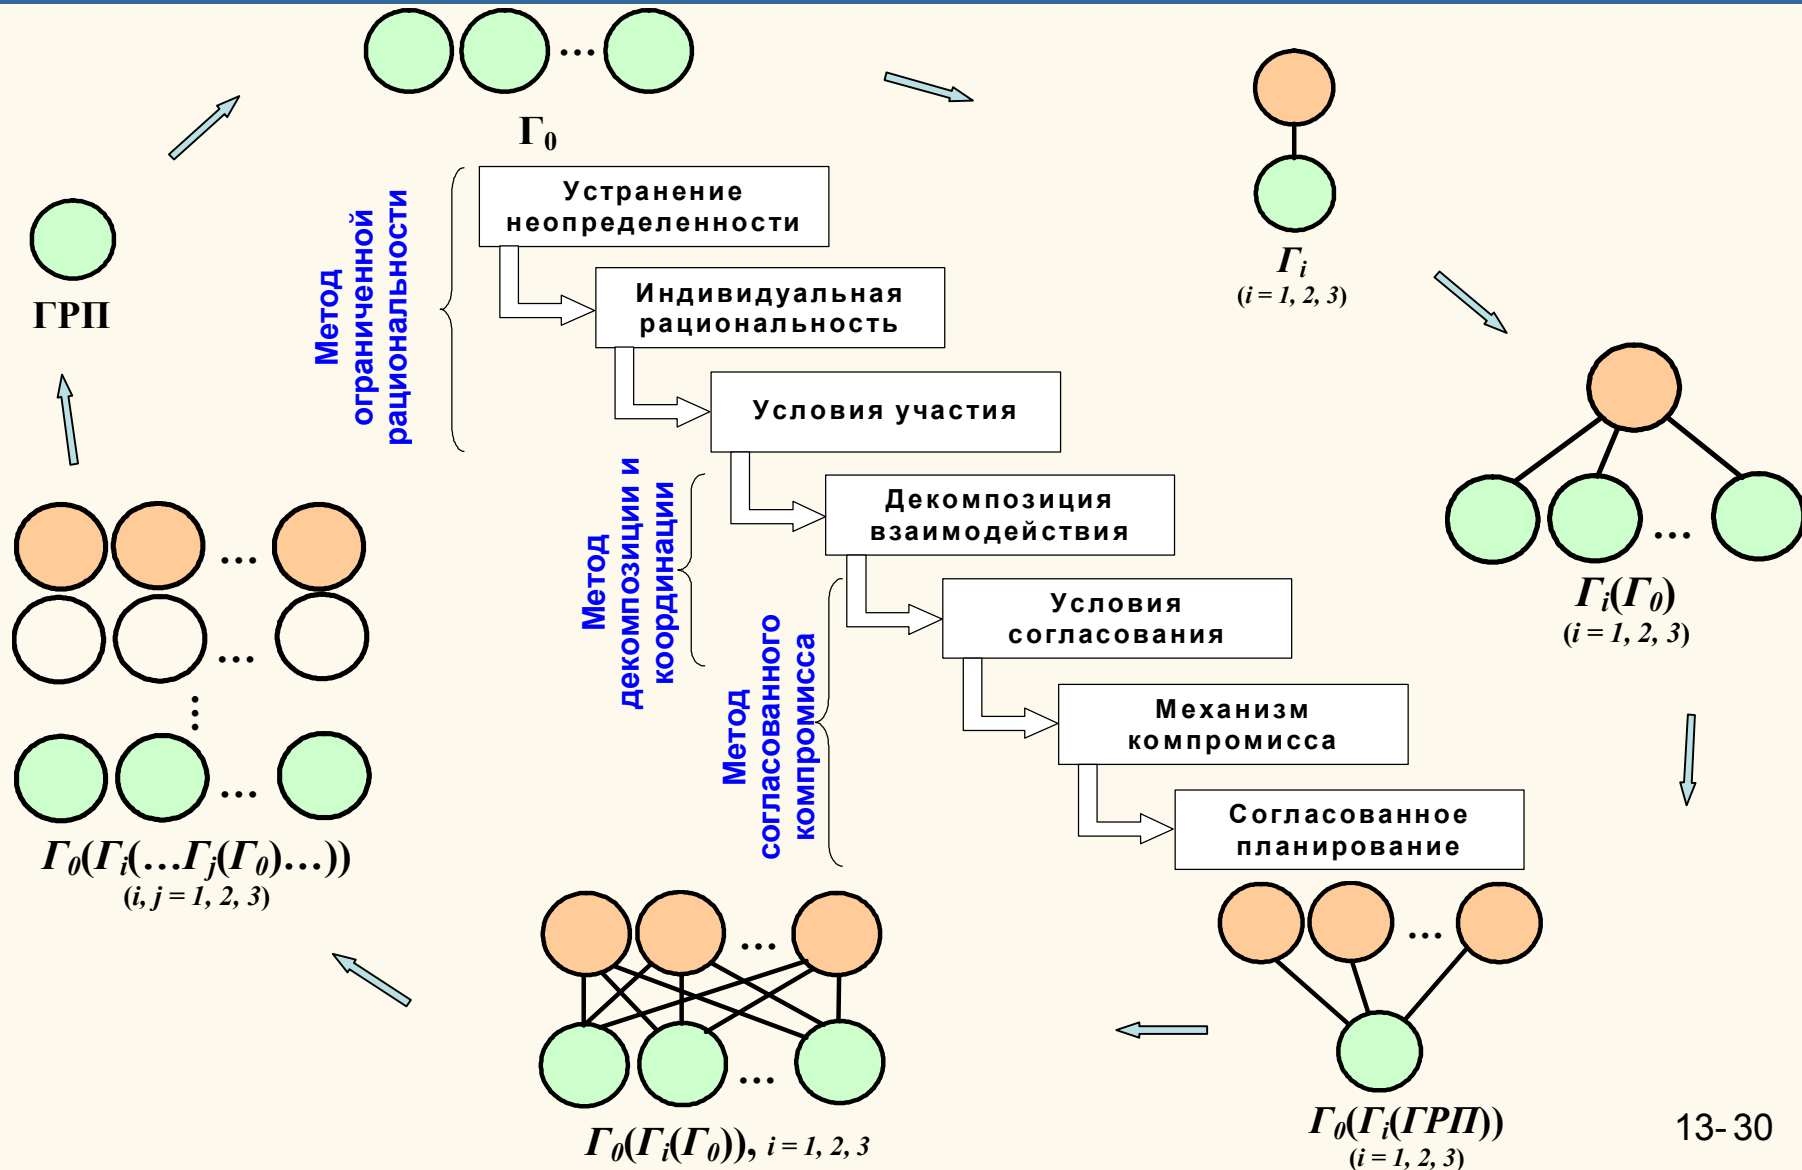 ...
Г0
Устранение
неопределенности
Индивидуальная
рациональность
Условия участия
Декомпозиция
взаимодействия
Условия
согласования
Механизм
компромисса
Согласованное
планирование
Метод
ограниченной
рациональности
Метод
декомпозиции и
координации
Метод
согласованного
компромисса
Гi
(i = 1, 2, 3)
...
Гi(Г0)
(i = 1, 2, 3)
...
Г0(Гi(ГРП))
(i = 1, 2, 3)
...
...
Г0(Гi(Г0)), i = 1, 2, 3
...
...
...
...
Г0(Гi(…Гj(Г0)…))
(i, j = 1, 2, 3)
ГРП
13-30